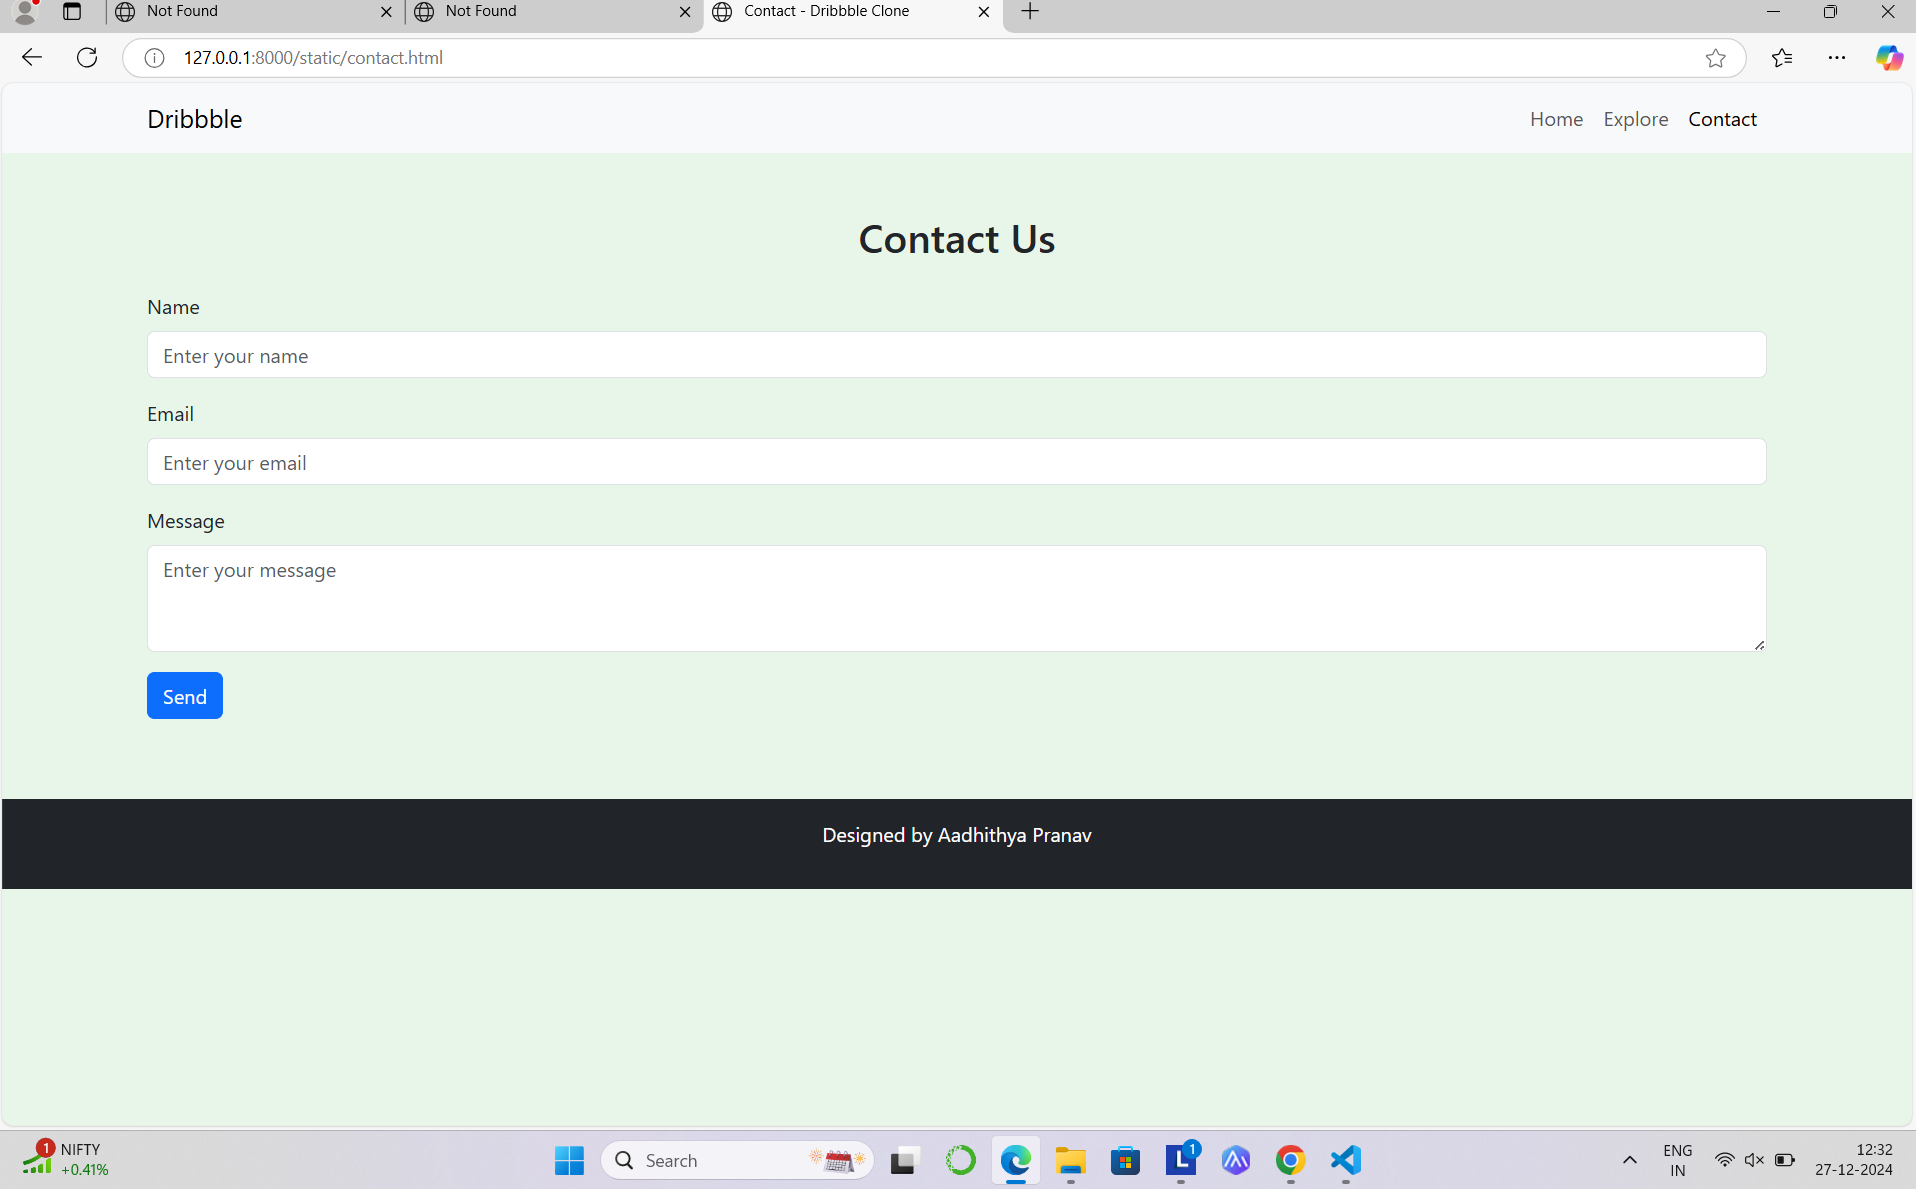 Not Found
Not Found
Contact - Dribbble Clone
127.0.0.1:8000/static/contact.html
Dribbble
Home
Explore
Contact
Contact Us
Name
Enter your name
Email
Enter your email
Message
Enter your message
Send
Designed by Aadhithya Pranav
1
NIFTY
+0.41%
Search
L
1
ENG
IN
12:32
27-12-2024